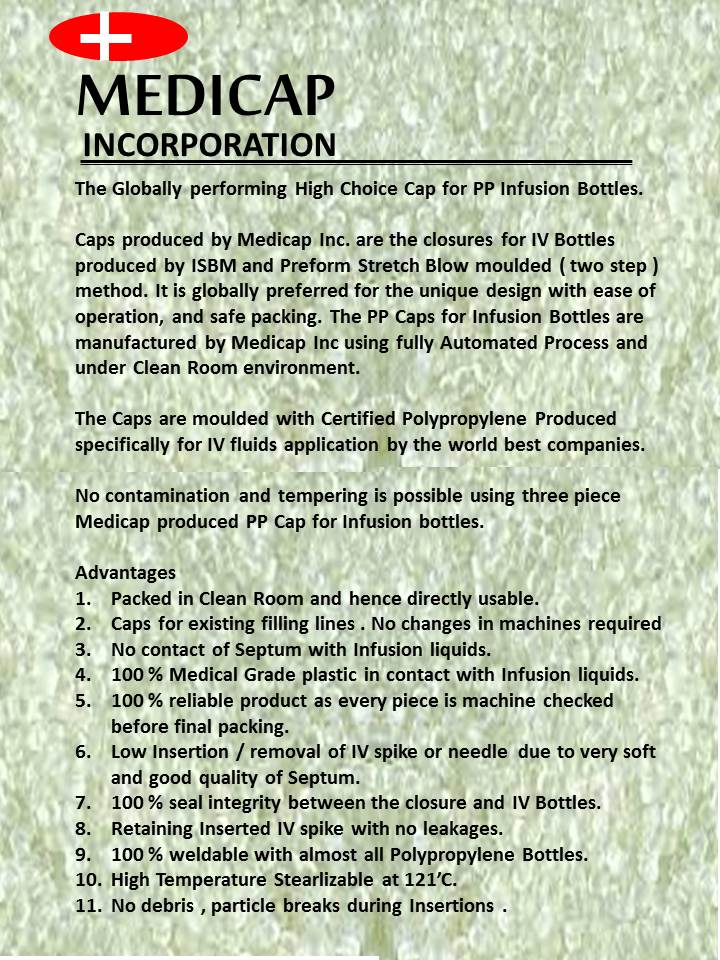 MEDICAP
INCORPORATION
The Globally performing High Choice Cap for PP Infusion Bottles.
Caps produced by Medicap Inc. are the closures for IV Bottles
produced by ISBM and Preform Stretch Blow moulded ( two step )
method. It is globally preferred for the unique design with ease of
operation, and safe packing. The PP Caps for Infusion Bottles are
manufactured by Medicap Inc using fully Automated Process and
under Clean Room environment.
The Caps are moulded with Certified Polypropylene Produced
specifically for IV fluids application by the world best companies.
No contamination and tempering is possible using three piece
Medicap produced PP Cap for Infusion bottles.
Advantages
1. Packed in Clean Room and hence directly usable.
2. Caps for existing filling lines . No changes in machines required
3. No contact of Septum with Infusion liquids.
4. 100 % Medical Grade plastic in contact with Infusion liquids.
5. 100 % reliable product as every piece is machine checked
before final packing.
6. Low Insertion / removal of IV spike or needle due to very soft
and good quality of Septum.
7. 100 % seal integrity between the closure and IV Bottles.
8. Retaining Inserted IV spike with no leakages.
9. 100 % weldable with almost all Polypropylene Bottles.
10. High Temperature Stearlizable at 121’C.
11. No debris , particle breaks during Insertions .